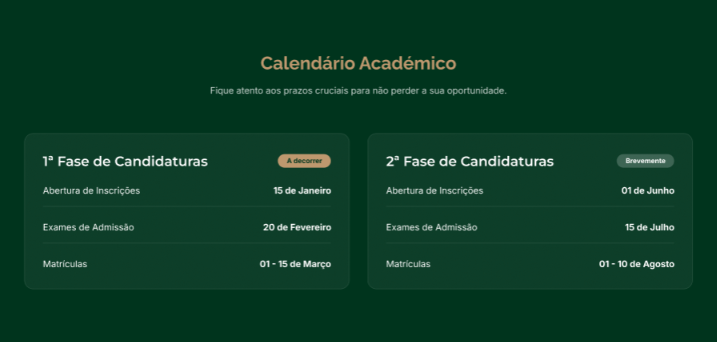 Calendário Académico
Fique atento aos prazos cruciais para não perder a sua oportunidade.
1ª Fase de Candidaturas
A decorrer
Abertura de Inscrições
15 de Janeiro
Exames de Admissão
20 de Fevereiro
Matrículas
01 - 15 de Março
2ª Fase de Candidaturas
Brevemente
Abertura de Inscrições
01 de Junho
Exames de Admissão
15 de Julho
Matrículas
01 - 10 de Agosto